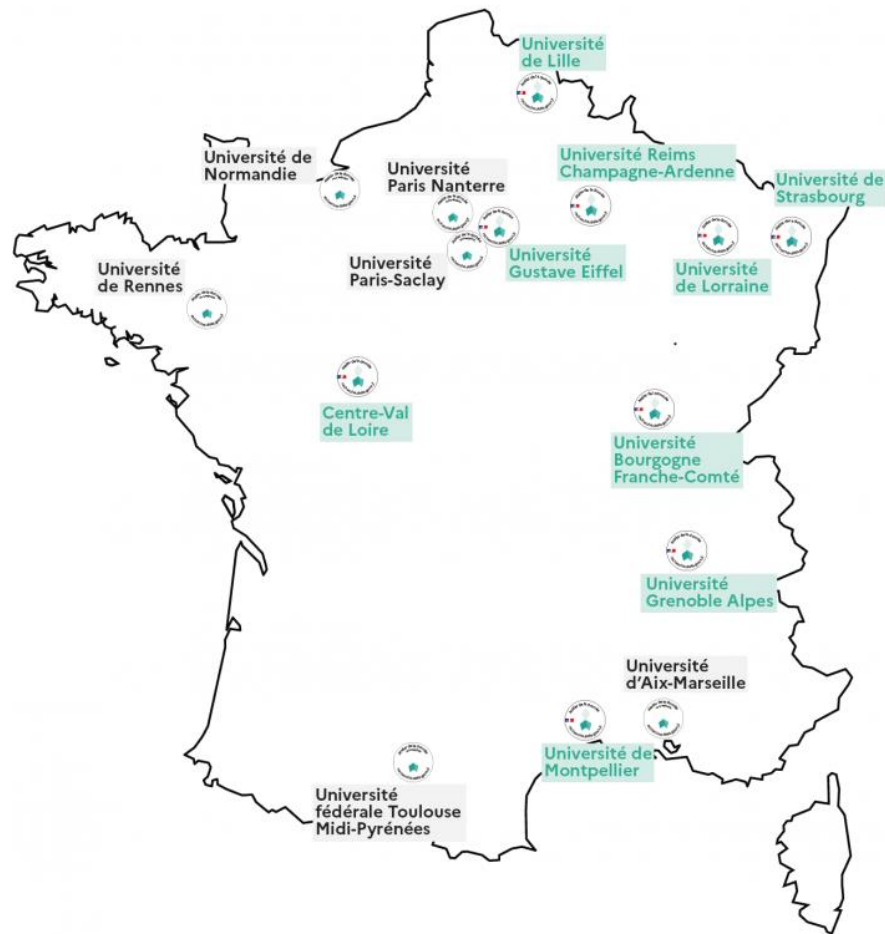 Université
de Lille
Université de
Normandie
Université
Paris Nanterre
Université Reims
Champagne-Ardenne
Université de
Strasbourg
Université
Paris-Saclay
Université
Gustave Eiffel
Université
de Lorraine
Université
de Rennes
Centre-Val
de Loire
Université
Bourgogne
Franche-Comté
Université
Grenoble Alpes
Université
d'Aix-Marseille
Université de
Montpellier
Université
fédérale Toulouse
Midi-Pyrénées